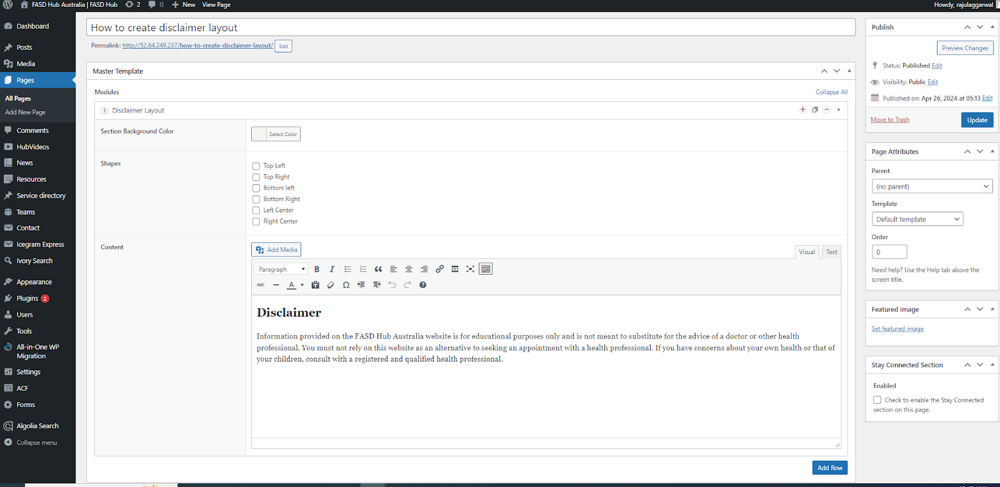 FASD Hub Australia | FASD Hub 2 0 New View Page Howdy, rajulaggarwal
Dashboard
Posts
Media
Pages
All Pages
Add New Page
Comments
HubVideos
News
Resources
Service directory
Teams
Contact
Icegram Express
Ivory Search
Appearance
Plugins 2
Users
Tools
All-in-One WP
Migration
Settings
ACF
Forms
Algolia Search
Collapse menu
How to create disclaimer layout
Permalink: http://52.64.249.237/how-to-create-disclaimer-layout/ Edit
Master Template
Modules Collapse All
1 Disclaimer Layout
Section Background Color Select Color
Shapes
Top Left
Top Right
Bottom left
Bottom Right
Left Center
Right Center
Content
Add Media
Visual Text
Paragraph
ABC
Disclaimer
Information provided on the FASD Hub Australia website is for educational purposes only and is not meant to substitute for the advice of a doctor or other health
professional. You must not rely on this website as an alternative to seeking an appointment with a health professional. If you have concerns about your own health or that of
your children, consult with a registered and qualified health professional.
Add Row
Publish
Preview Changes
Status: Published Edit
Visibility: Public Edit
Published on: Apr 26, 2024 at 05:13 Edit
Move to Trash Update
Page Attributes
Parent
(no parent)
Template
Default template
Order
0
Need help? Use the Help tab above the
screen title.
Featured image
Set featured image
Stay Connected Section
Enabled
Check to enable the Stay Connected
section on this page.